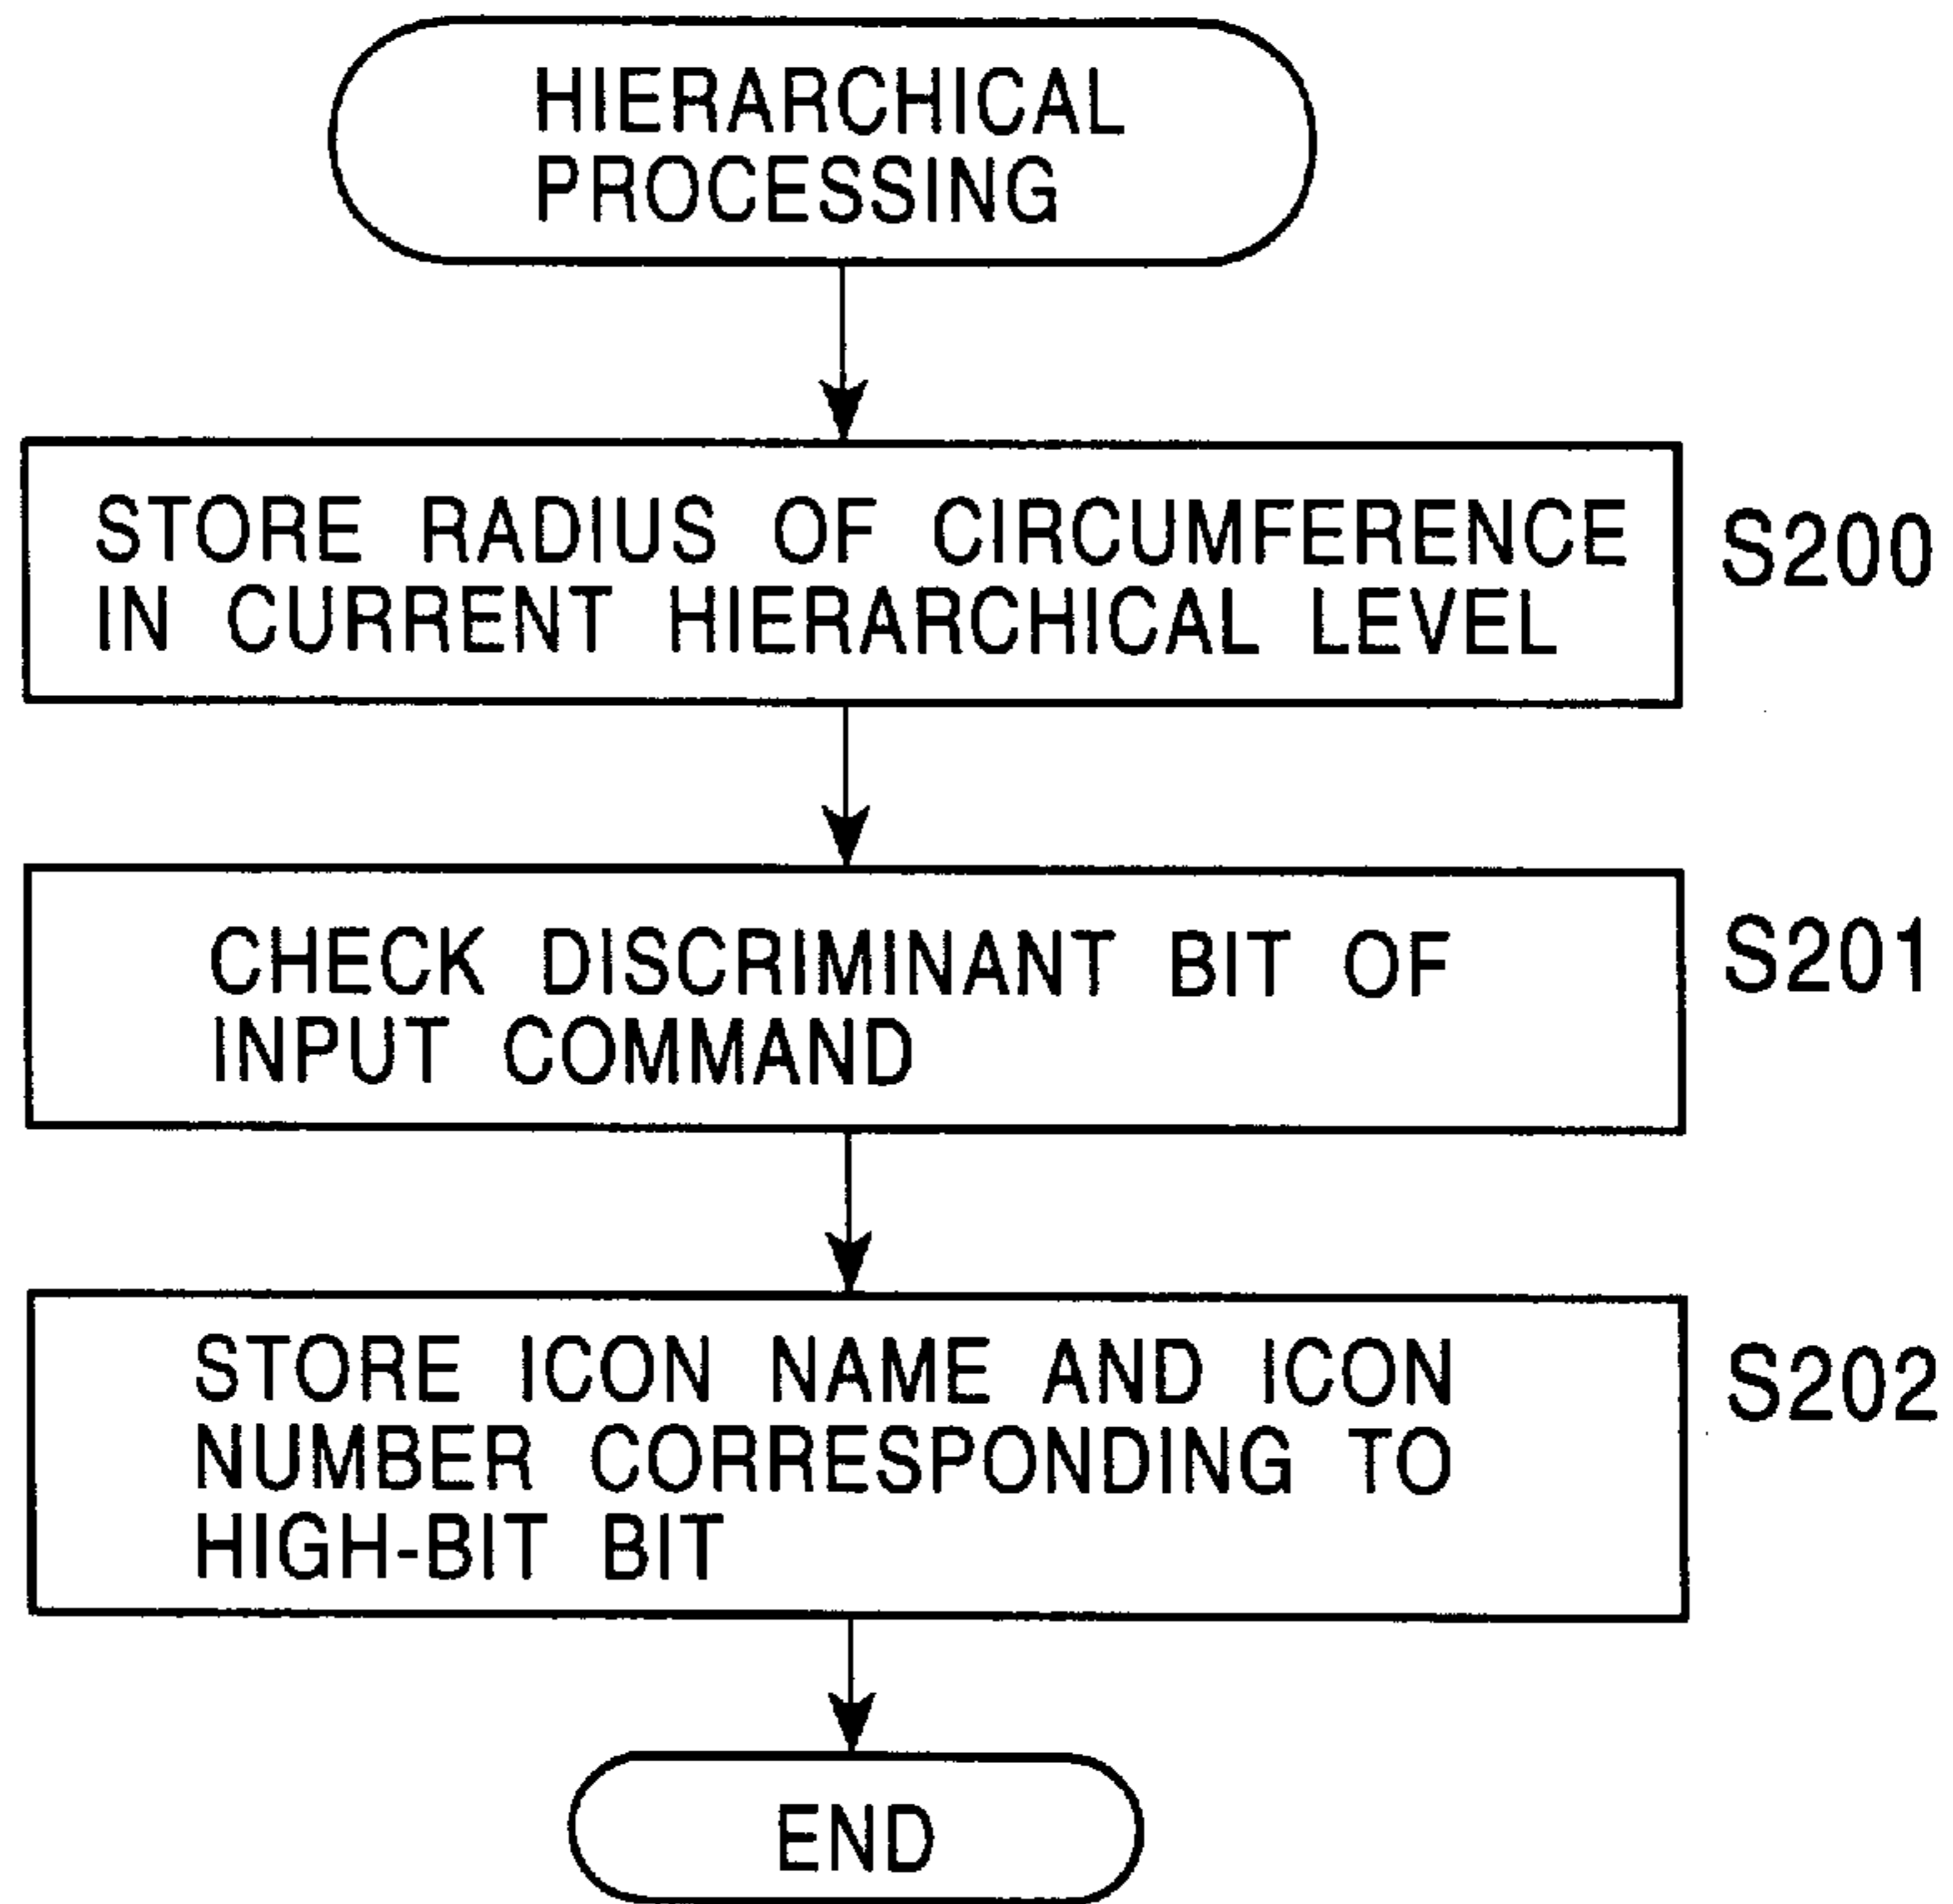 HIERARCHICAL
PROCESSING
STORE RADIUS OF CIRCUMFERENCE
IN CURRENT HIERARCHICAL LEVEL
S200
CHECK DISCRIMINANT BIT OF
INPUT COMMAND
S201
STORE ICON NAME AND ICON
NUMBER CORRESPONDING TO
HIGH-BIT BIT
S202
END